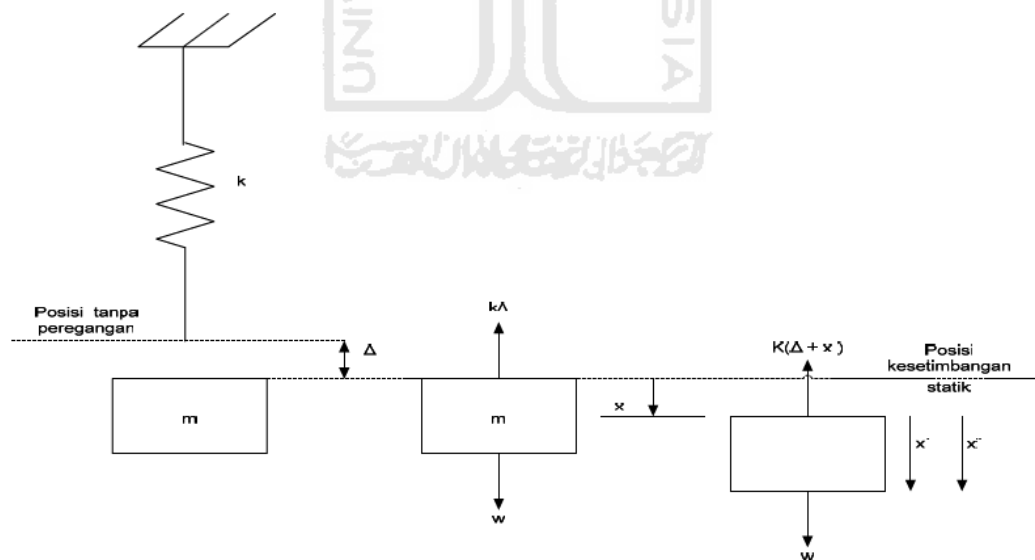 k
Posisi tanpa
peregangan
Δ
kΔ
K(Δ + x)
Posisi
kesetimbangan
statik
m
m
x
w
w